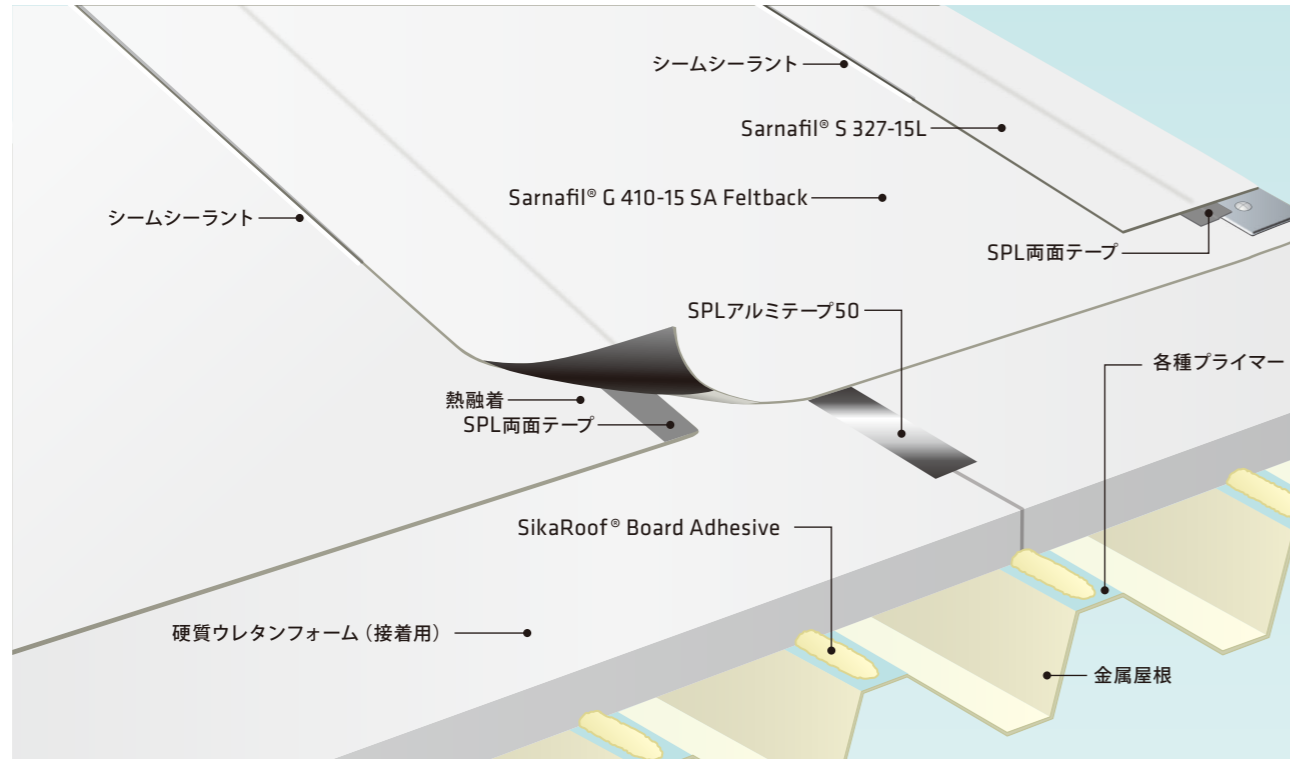 シームシーラント
Sarnafil® S 327-15L
Sarnafil® G 410-15 SA Feltback
シームシーラント
SPL両面テープ
SPLアルミテープ50
各種プライマー
熱融着
SPL両面テープ
SikaRoof® Board Adhesive
硬質ウレタンフォーム（接着用）
金属屋根